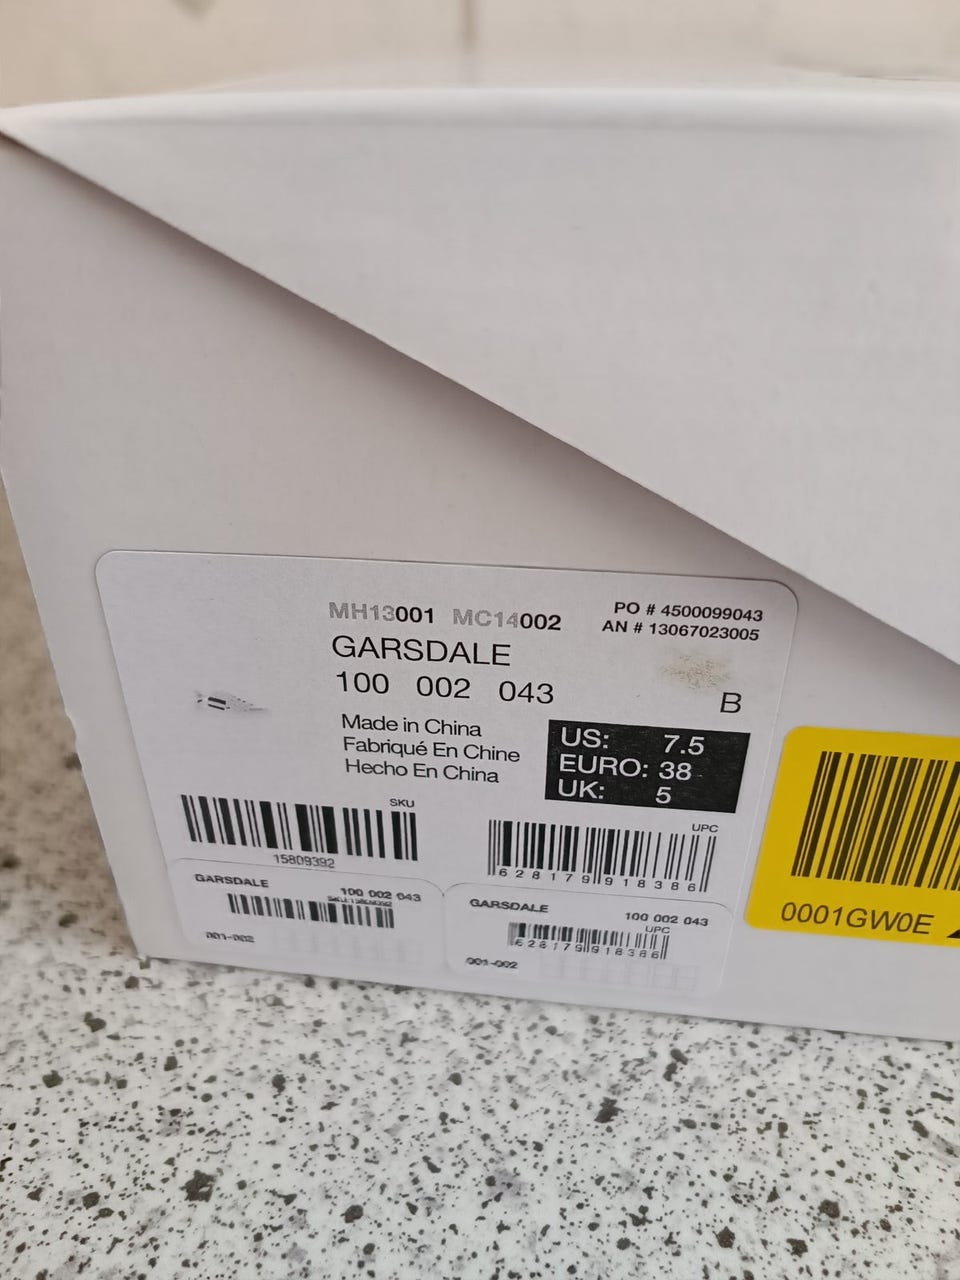 MH13001 MC14002
PO # 4500099043
AN # 13067023005
GARSDALE
100 002 043
B
Made in China
Fabriqué En Chine
Hecho En China
US: 7.5
EURO: 38
UK: 5
SKU
15809392
UPC
628179918386
GARSDALE
100 002 043
001-002
GARSDALE
100 002 043
UPC
628179918386
001-002
0001GW0E